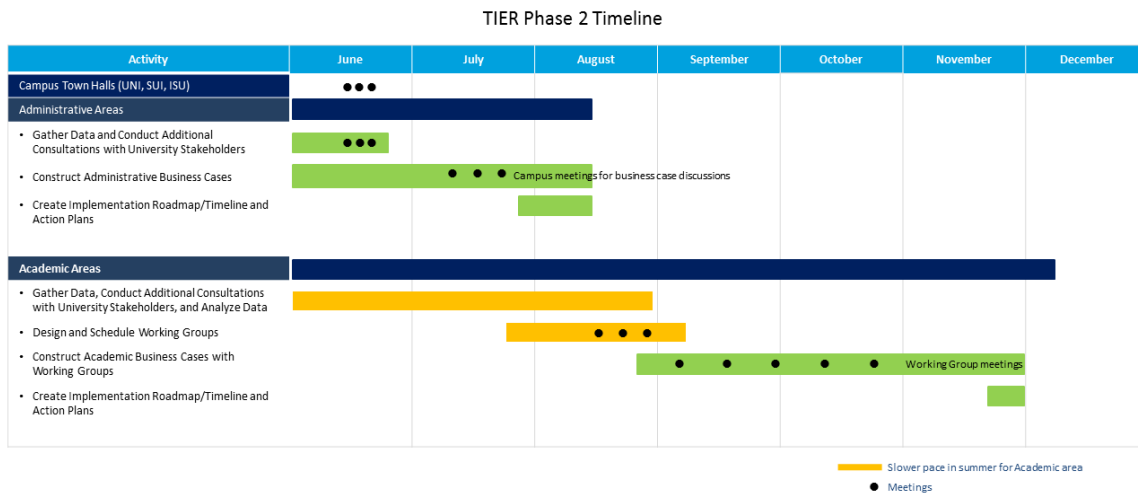 TIER Phase 2 Timeline
Activity
June
July
August
September
October
November
December
Campus Town Halls (UNI, SUI, ISU)
Administrative Areas
• Gather Data and Conduct Additional
Consultations with University Stakeholders
• Construct Administrative Business Cases
Campus meetings for business case discussions
• Create Implementation Roadmap/Timeline and
Action Plans
Academic Areas
• Gather Data, Conduct Additional Consultations
with University Stakeholders, and Analyze Data
• Design and Schedule Working Groups
• Construct Academic Business Cases with
Working Groups
Working Group meetings
• Create Implementation Roadmap/Timeline and
Action Plans
Slower pace in summer for Academic area
Meetings